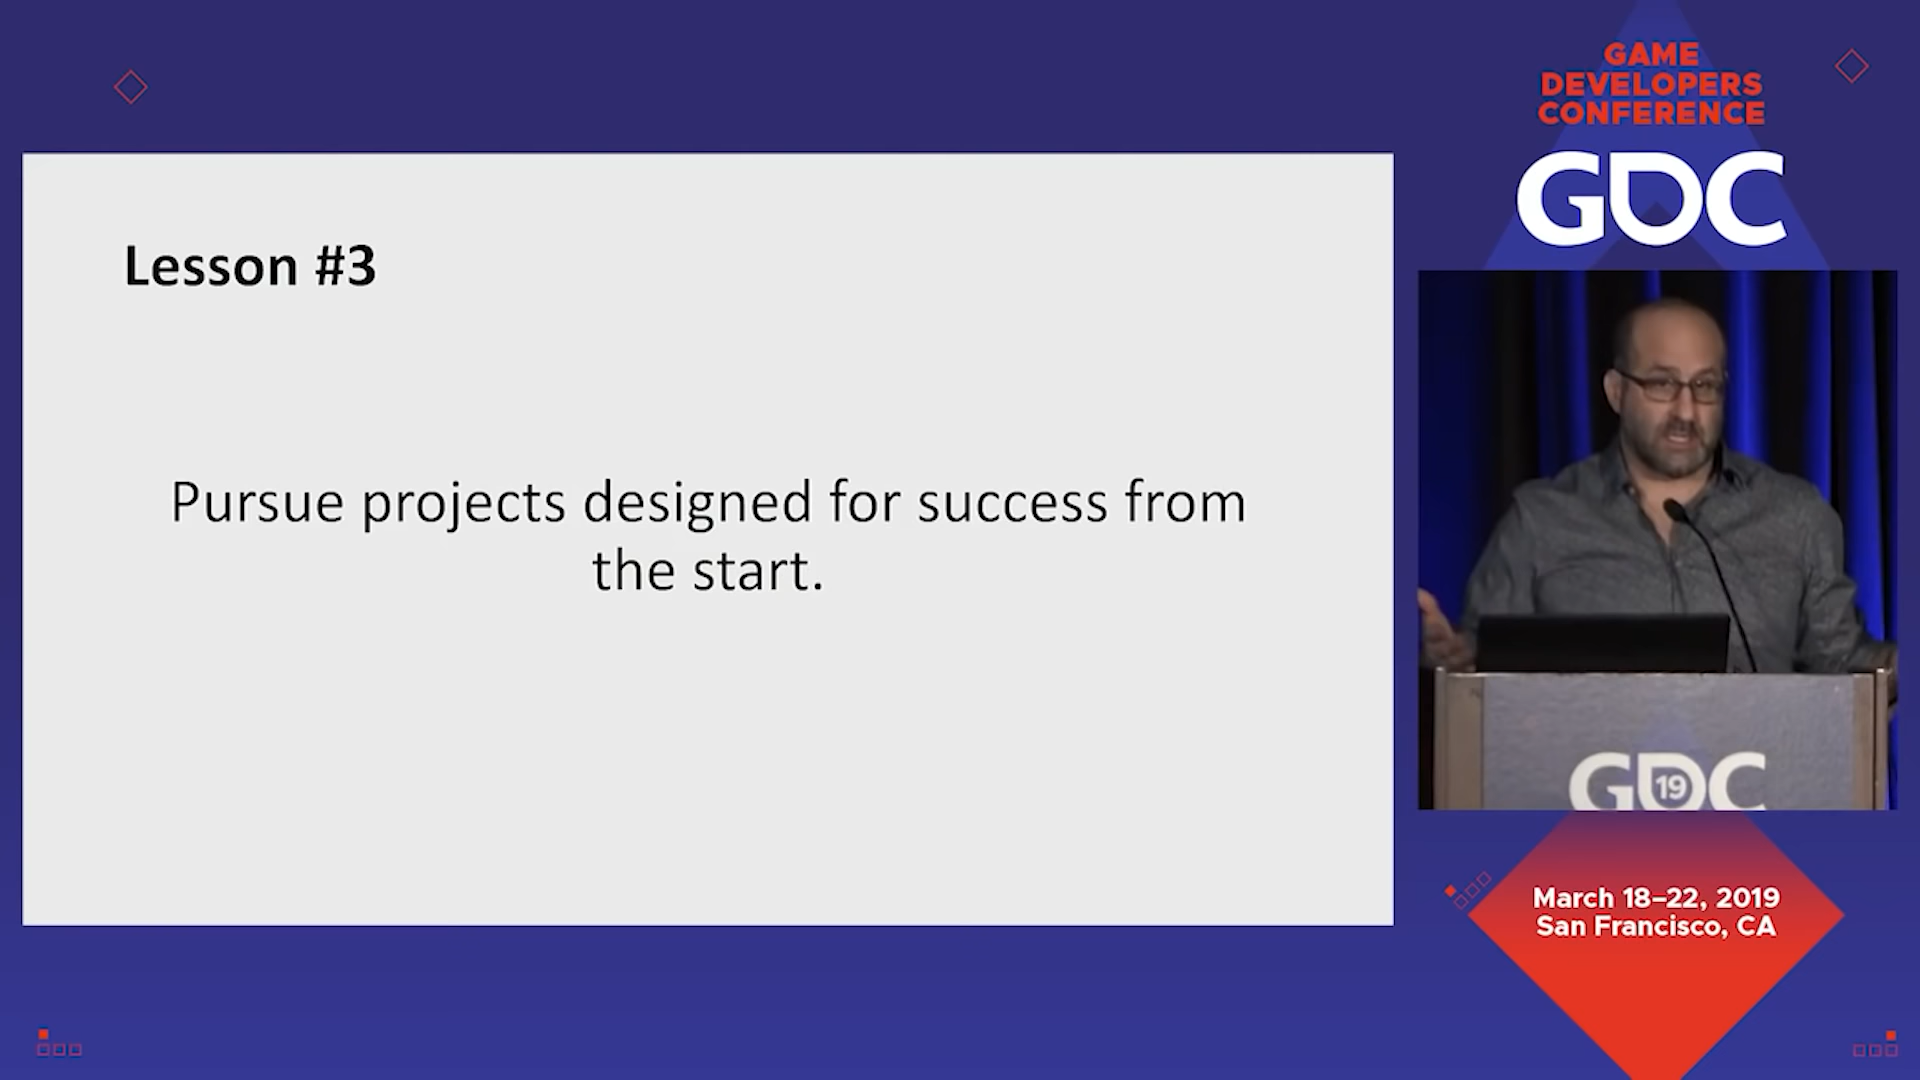 GAME
DEVELOPERS
CONFERENCE
GDC
Lesson #3
Pursue projects designed for success from
the start.
GDC
19
March 18–22, 2019
San Francisco, CA